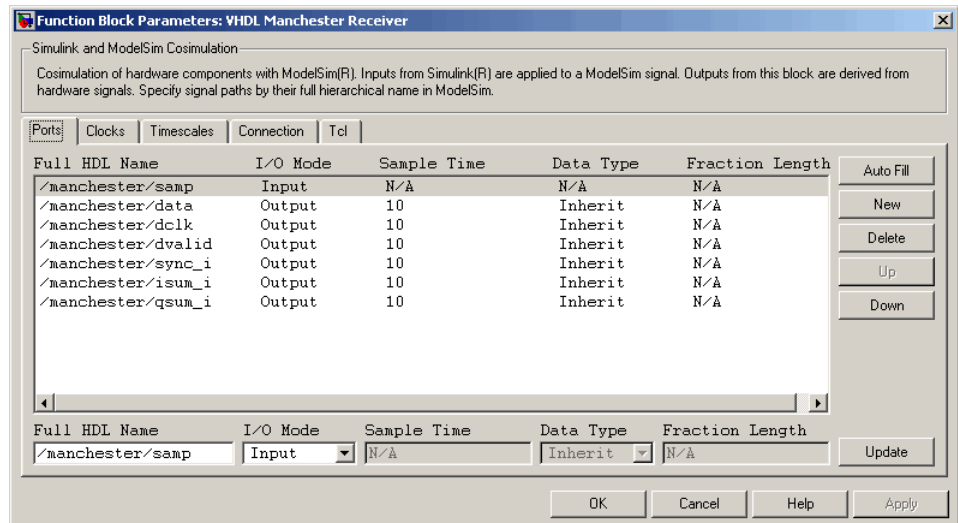 Function Block Parameters: VHDL Manchester Receiver
Simulink and ModelSim Cosimulation
Cosimulation of hardware components with ModelSim(R). Inputs from Simulink(R) are applied to a ModelSim signal. Outputs from this block are derived from
hardware signals. Specify signal paths by their full hierarchical name in ModelSim.
Ports Clocks Timescales Connection Tcl
Full HDL Name I/O Mode Sample Time Data Type Fraction Length Auto Fill
/manchester/samp Input N/A N/A N/A
/manchester/data Output 10 Inherit N/A New
/manchester/dclk Output 10 Inherit N/A
/manchester/dvalid Output 10 Inherit N/A Delete
/manchester/sync_i Output 10 Inherit N/A
/manchester/isum_i Output 10 Inherit N/A Up
/manchester/qsum_i Output 10 Inherit N/A Down
Full HDL Name I/O Mode Sample Time Data Type Fraction Length
/manchester/samp Input N/A Inherit N/A Update
OK Cancel Help Apply